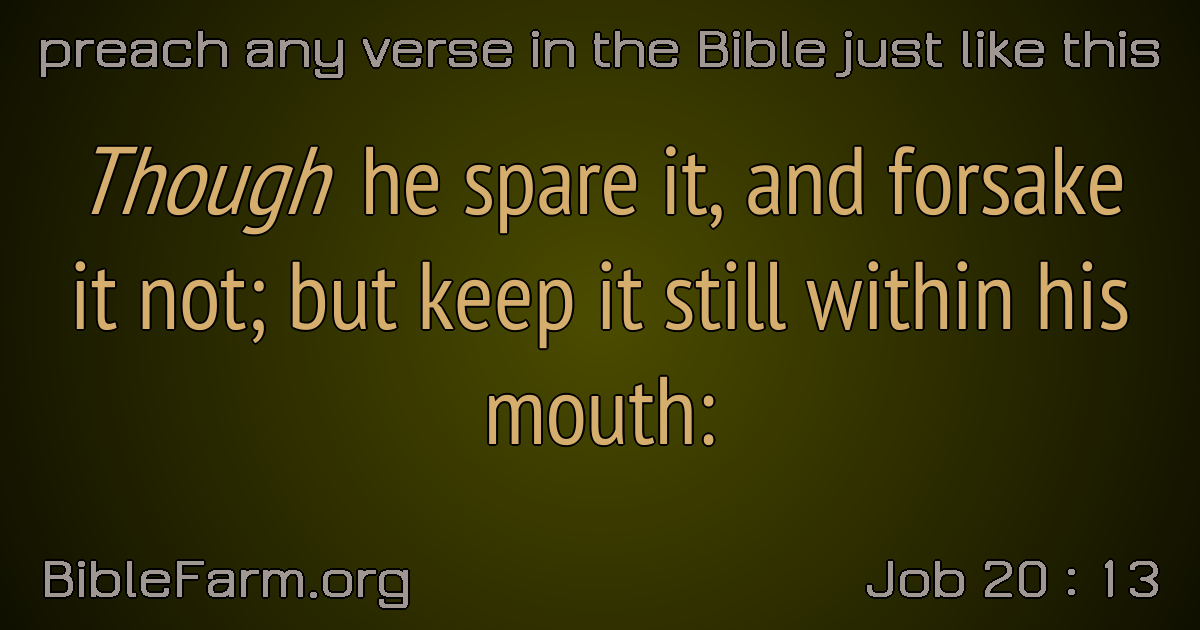 preach any verse in the Bible just like this
Though he spare it, and forsake
it not; but keep it still within his
mouth:
BibleFarm.org
Job 20 : 13